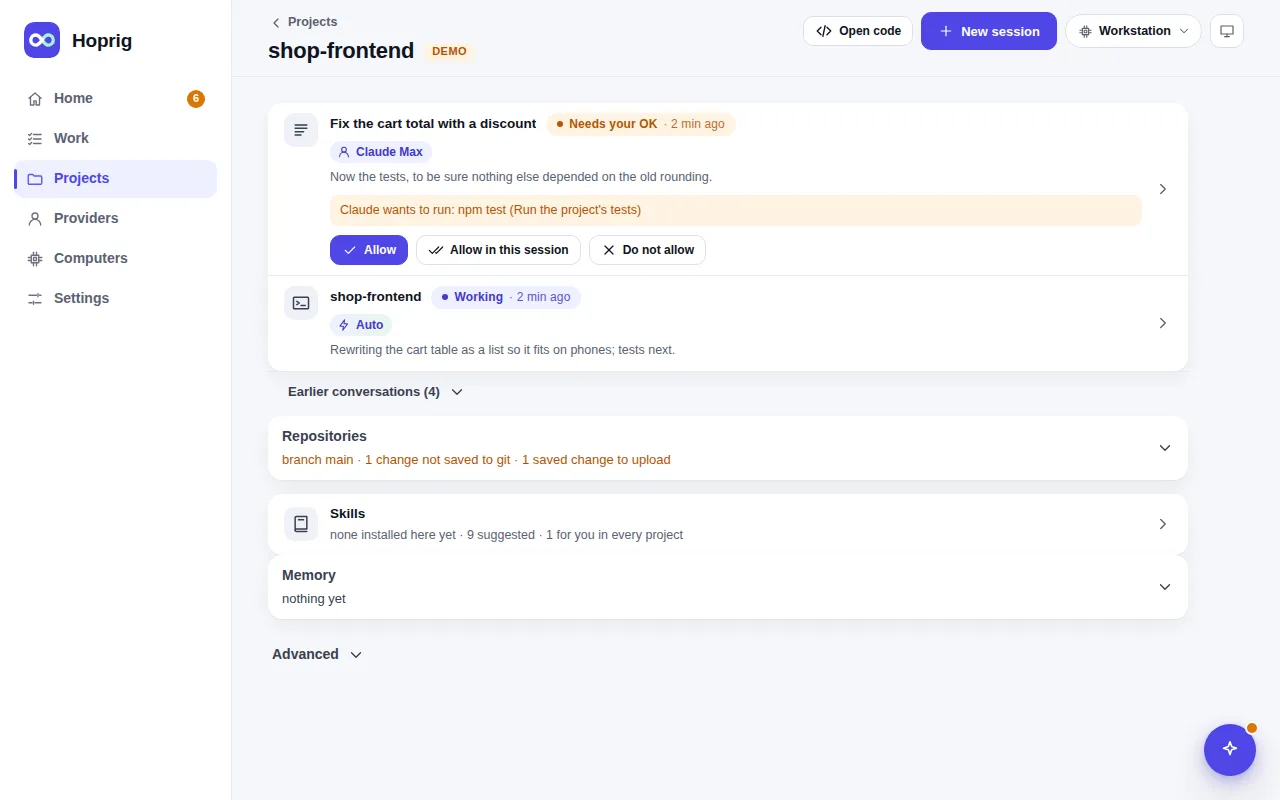 Hoprig
Home
6
Work
Projects
Providers
Computers
Settings
Projects
shop-frontend DEMO
Open code
New session
Workstation
Fix the cart total with a discount
Needs your OK · 2 min ago
Claude Max
Now the tests, to be sure nothing else depended on the old rounding.
Claude wants to run: npm test (Run the project's tests)
Allow
Allow in this session
Do not allow
shop-frontend
Working · 2 min ago
Auto
Rewriting the cart table as a list so it fits on phones; tests next.
Earlier conversations (4)
Repositories
branch main · 1 change not saved to git · 1 saved change to upload
Skills
none installed here yet · 9 suggested · 1 for you in every project
Memory
nothing yet
Advanced